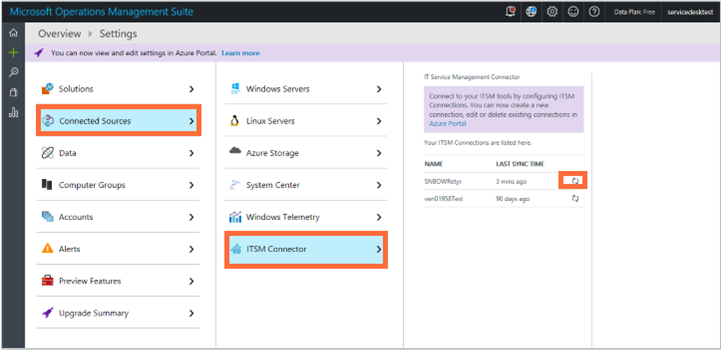 Microsoft Operations Management Suite
Data Plan: Free
servicedesktest
Overview
Settings
You can now view and edit settings in Azure Portal. Learn more
Solutions
Connected Sources
Data
Computer Groups
Accounts
Alerts
Preview Features
Upgrade Summary
Windows Servers
Linux Servers
Azure Storage
System Center
Windows Telemetry
ITSM Connector
IT Service Management Connector
Connect to your ITSM tools by configuring ITSM
Connections. You can now create a new
connection, edit or delete existing connections in
Azure Portal
Your ITSM Connections are listed here.
NAME LAST SYNC TIME
SNBOWRetyr 3 mins ago
ven01958Test 90 days ago